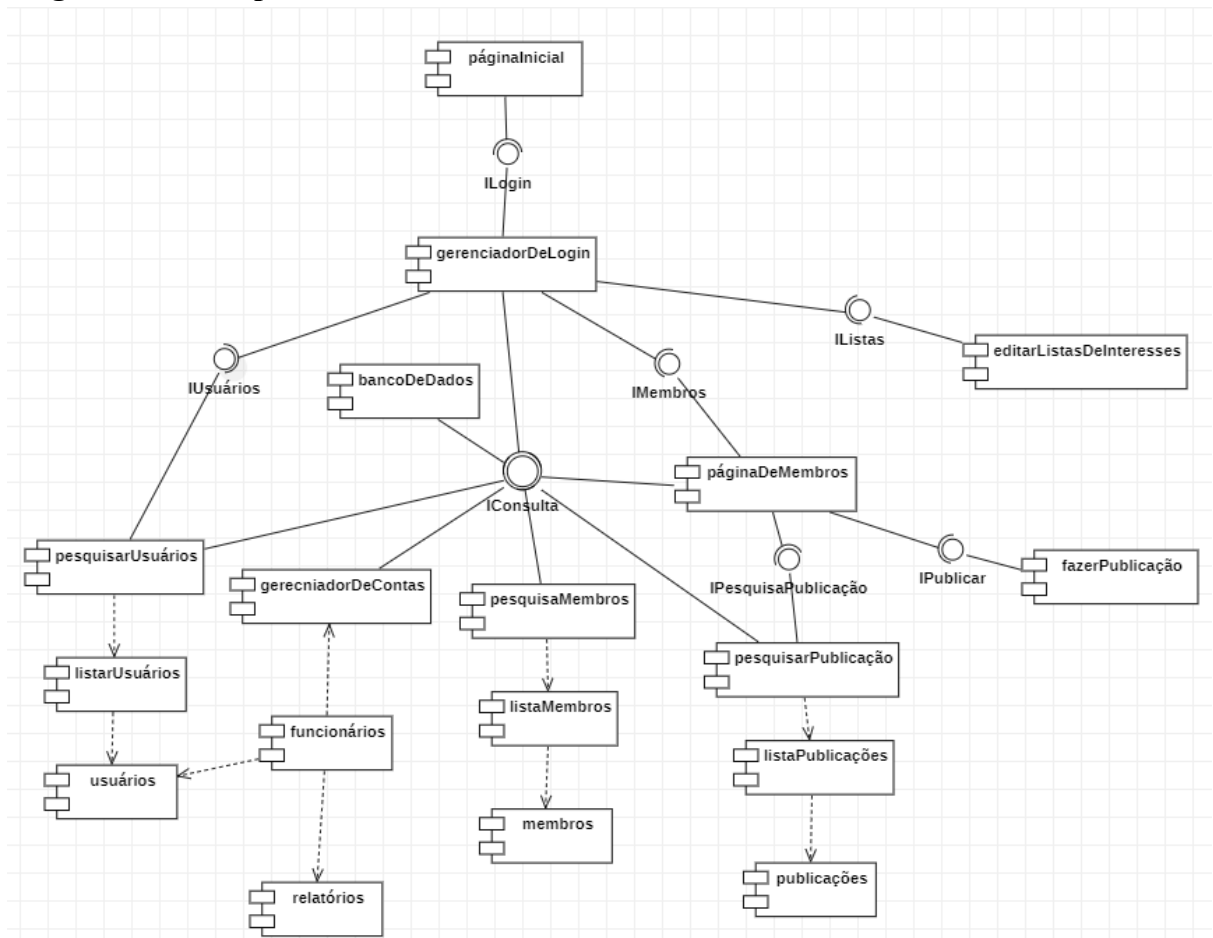 páginaInicial
ILogin
gerenciadorDeLogin
IListas
editarListasDeInteresses
IUsuários
bancoDeDados
IMembros
páginaDeMembros
IConsulta
pesquisarUsuários
gerecniadorDeContas
pesquisaMembros
IPesquisaPublicação
IPublicar
fazerPublicação
pesquisarPublicação
listarUsuários
listaMembros
funcionários
listaPublicações
usuários
membros
publicações
relatórios